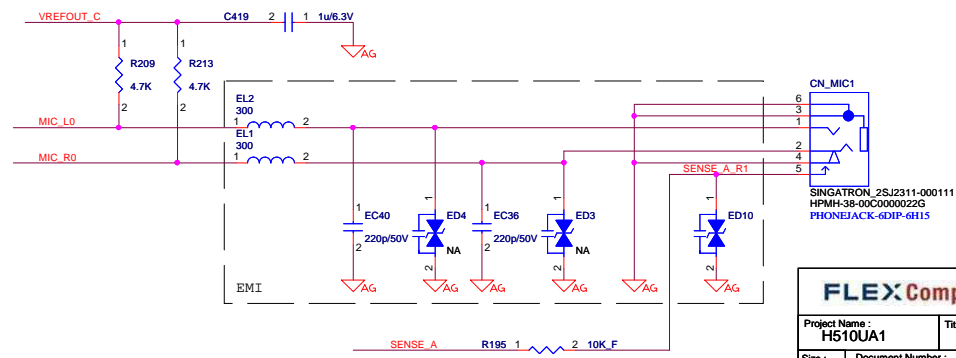 VREFOUT_C
C419 2 1 1u/6.3V
AG
1 1
R209 R213
4.7K 4.7K
2 2
CN_MIC1
EL2
300
6
3
MIC_L0 1 2 1
EL1
300
2
MIC_R0 1 2 4
SENSE_A_R1 5
SINGATRON_2SJ2311-000111
HPMH-38-00C0000022G
PHONEJACK-6DIP-6H15
1 1 1 1 1
EC40 ED4 EC36 ED3 ED10
220p/50V NA 220p/50V NA
2 2 2 2 2
AG AG AG AG AG AG
EMI
FLEX Comp
Project Name : Tit
H510UA1
SENSE_A R195 1 2 10K_F
Size : Document Number :